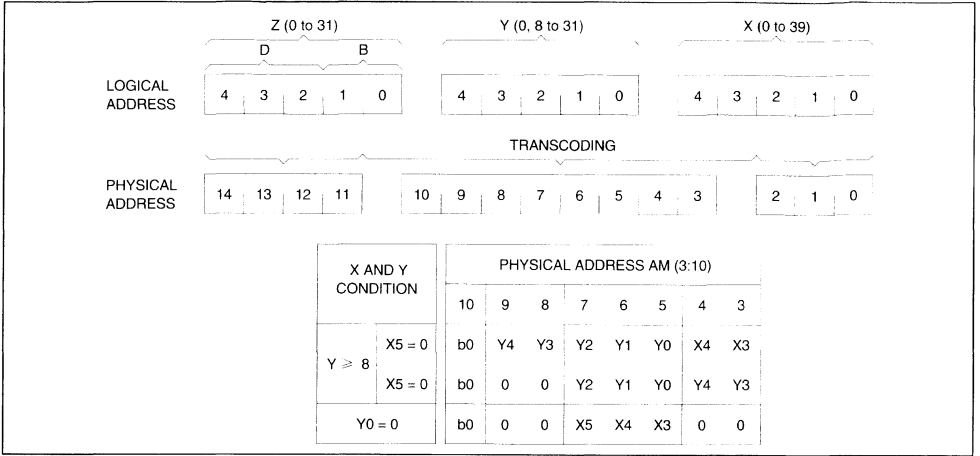 Z (0 to 31) Y (0, 8 to 31) X (0 to 39)
D B
LOGICAL ADDRESS 4 3 2 1 0 4 3 2 1 0 4 3 2 1 0
TRANSCODING
PHYSICAL ADDRESS 14 13 12 11 10 9 8 7 6 5 4 3 2 1 0
X AND Y CONDITION PHYSICAL ADDRESS AM (3:10)
10 9 8 7 6 5 4 3
Y ⩾ 8 X5 = 0 b0 Y4 Y3 Y2 Y1 Y0 X4 X3
X5 = 0 b0 0 0 Y2 Y1 Y0 Y4 Y3
Y0 = 0 b0 0 0 X5 X4 X3 0 0